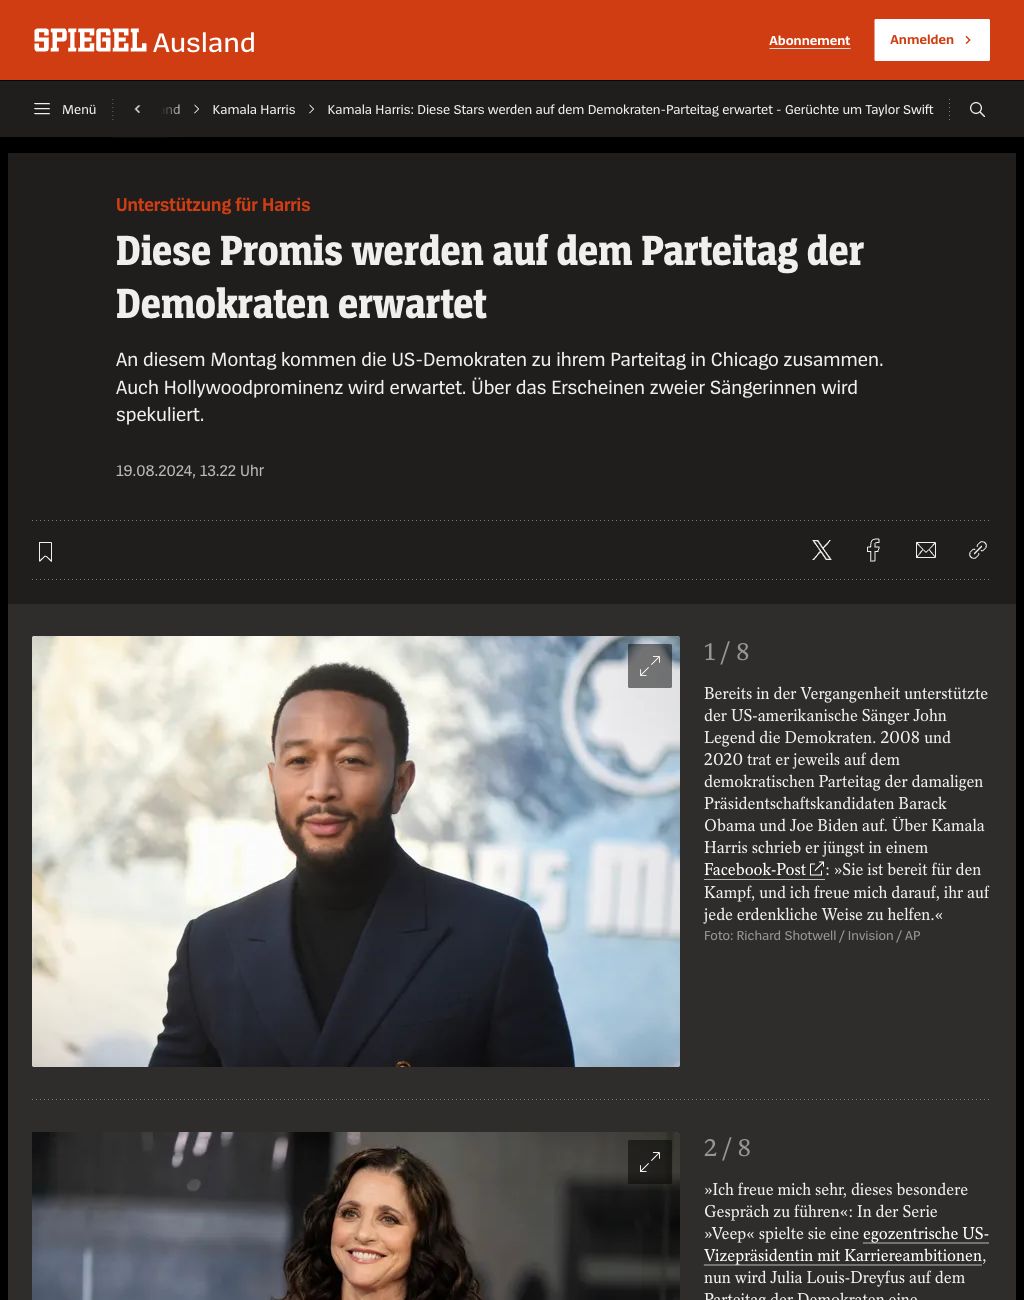 SPIEGEL Ausland
Abonnement
Anmelden
Menü
Kamala Harris
Kamala Harris: Diese Stars werden auf dem Demokraten-Parteitag erwartet - Gerüchte um Taylor Swift
Unterstützung für Harris
Diese Promis werden auf dem Parteitag der
Demokraten erwartet
An diesem Montag kommen die US-Demokraten zu ihrem Parteitag in Chicago zusammen.
Auch Hollywoodprominenz wird erwartet. Über das Erscheinen zweier Sängerinnen wird
spekuliert.
19.08.2024, 13.22 Uhr
1 / 8
Bereits in der Vergangenheit unterstützte
der US-amerikanische Sänger John
Legend die Demokraten. 2008 und
2020 trat er jeweils auf dem
demokratischen Parteitag der damaligen
Präsidentschaftskandidaten Barack
Obama und Joe Biden auf. Über Kamala
Harris schrieb er jüngst in einem
Facebook-Post: »Sie ist bereit für den
Kampf, und ich freue mich darauf, ihr auf
jede erdenkliche Weise zu helfen.«
Foto: Richard Shotwell / Invision / AP
2 / 8
»Ich freue mich sehr, dieses besondere
Gespräch zu führen«: In der Serie
»Veep« spielte sie eine egozentrische US-
Vizepräsidentin mit Karriereambitionen,
nun wird Julia Louis-Dreyfus auf dem
Parteitag der Demokraten eine